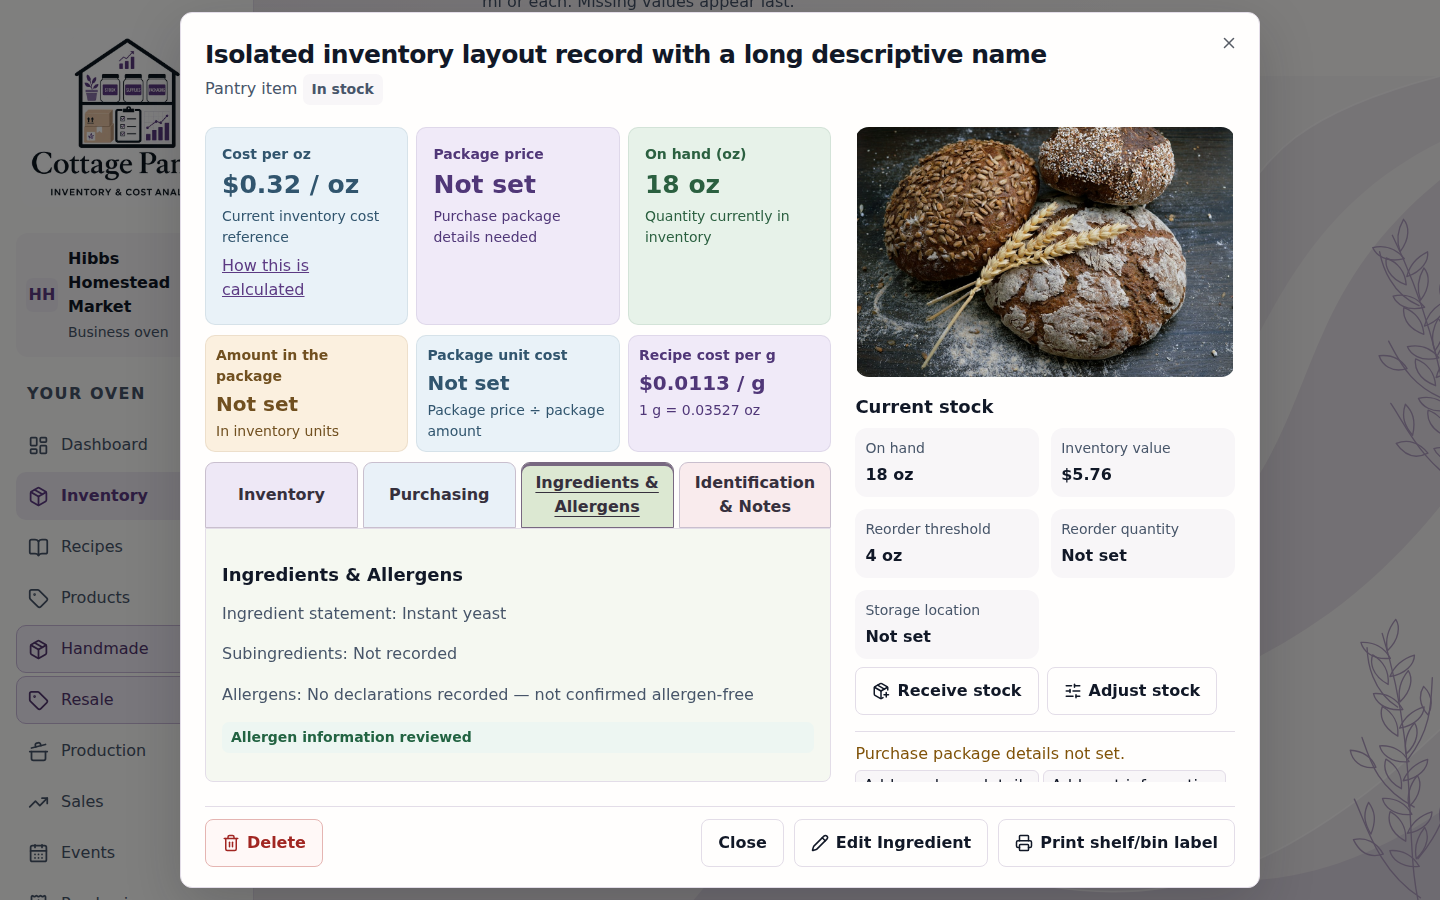 ml or each. Missing values appear last.
Cottage Pan
INVENTORY & COST ANAL
HH
Hibbs
Homestead
Market
Business oven
YOUR OVEN
Dashboard
Inventory
Recipes
Products
Handmade
Resale
Production
Sales
Events
Isolated inventory layout record with a long descriptive name
Pantry item In stock
Cost per oz
$0.32 / oz
Current inventory cost
reference
How this is
calculated
Package price
Not set
Purchase package
details needed
On hand (oz)
18 oz
Quantity currently in
inventory
Amount in the
package
Not set
In inventory units
Package unit cost
Not set
Package price ÷ package
amount
Recipe cost per g
$0.0113 / g
1 g = 0.03527 oz
Inventory
Purchasing
Ingredients &
Allergens
Identification
& Notes
Ingredients & Allergens
Ingredient statement: Instant yeast
Subingredients: Not recorded
Allergens: No declarations recorded — not confirmed allergen-free
Allergen information reviewed
Current stock
On hand
18 oz
Inventory value
$5.76
Reorder threshold
4 oz
Reorder quantity
Not set
Storage location
Not set
Receive stock
Adjust stock
Purchase package details not set.
Delete
Close
Edit Ingredient
Print shelf/bin label